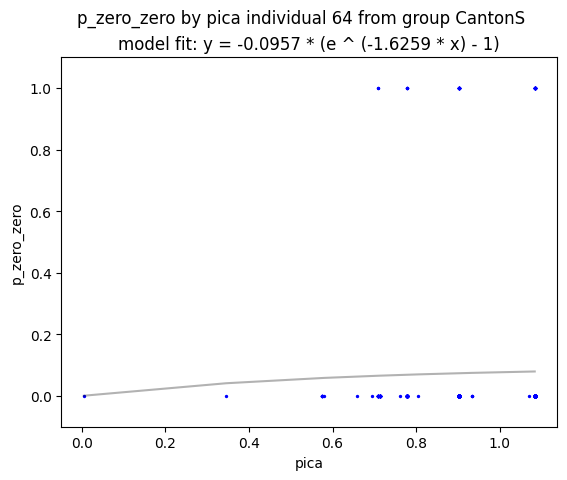 p_zero_zero by pica individual 64 from group CantonS
model fit: y = -0.0957 * (e ^ (-1.6259 * x) - 1)
1.0
0.8
0.6
0.4
0.2
0.0
p_zero_zero
0.0 0.2 0.4 0.6 0.8 1.0
pica